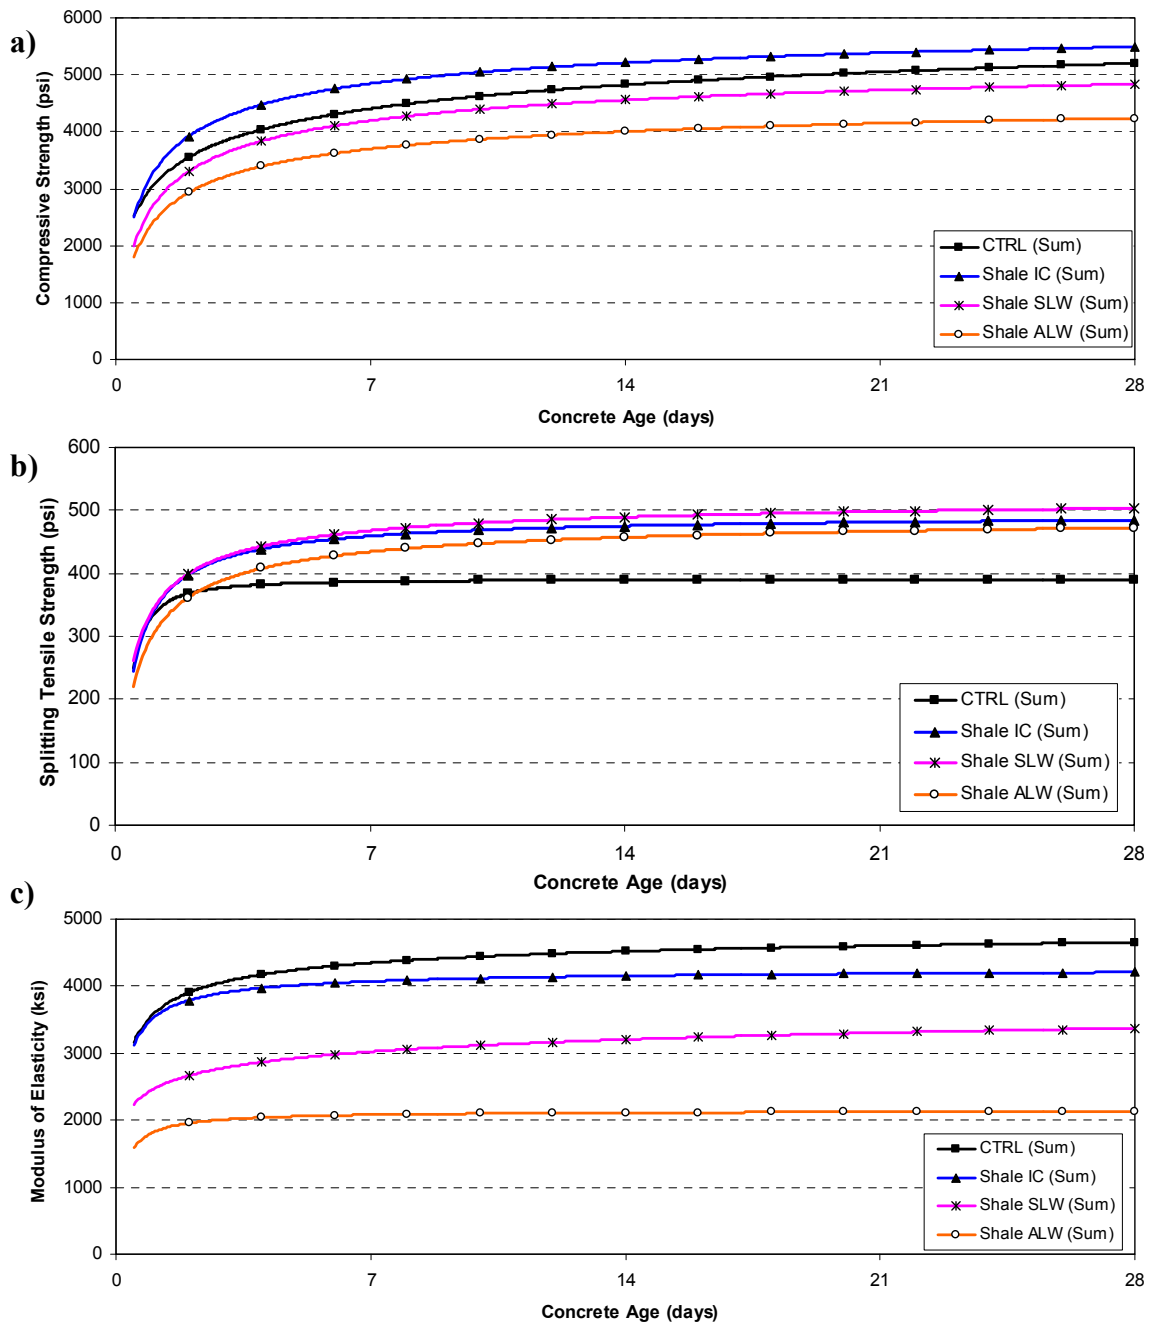 a)
Compressive Strength (psi)
6000
5000
4000
3000
2000
1000
0
CTRL (Sum)
Shale IC (Sum)
Shale SLW (Sum)
Shale ALW (Sum)
0 7 14 21 28
Concrete Age (days)
b)
Splitting Tensile Strength (psi)
600
500
400
300
200
100
0
CTRL (Sum)
Shale IC (Sum)
Shale SLW (Sum)
Shale ALW (Sum)
0 7 14 21 28
Concrete Age (days)
c)
Modulus of Elasticity (ksi)
5000
4000
3000
2000
1000
0
CTRL (Sum)
Shale IC (Sum)
Shale SLW (Sum)
Shale ALW (Sum)
0 7 14 21 28
Concrete Age (days)